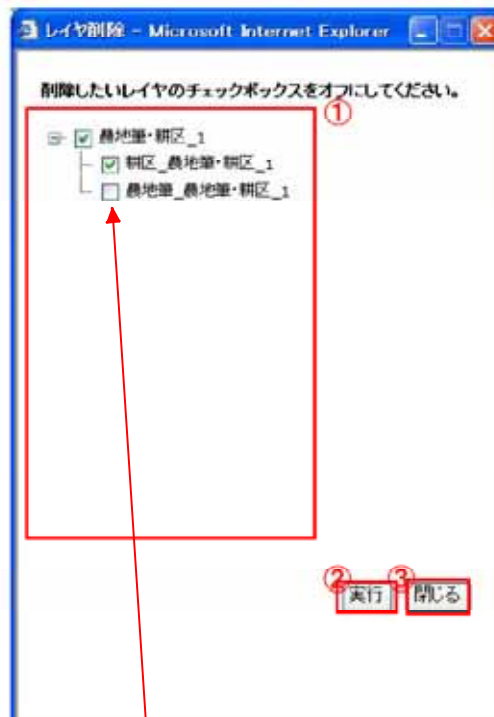 レイヤ削除 - Microsoft Internet Explorer
削除したいレイヤのチェックボックスをオフにしてください。
①
農地筆・耕区_1
耕区_農地筆・耕区_1
農地筆_農地筆・耕区_1
② ③
実行 閉じる